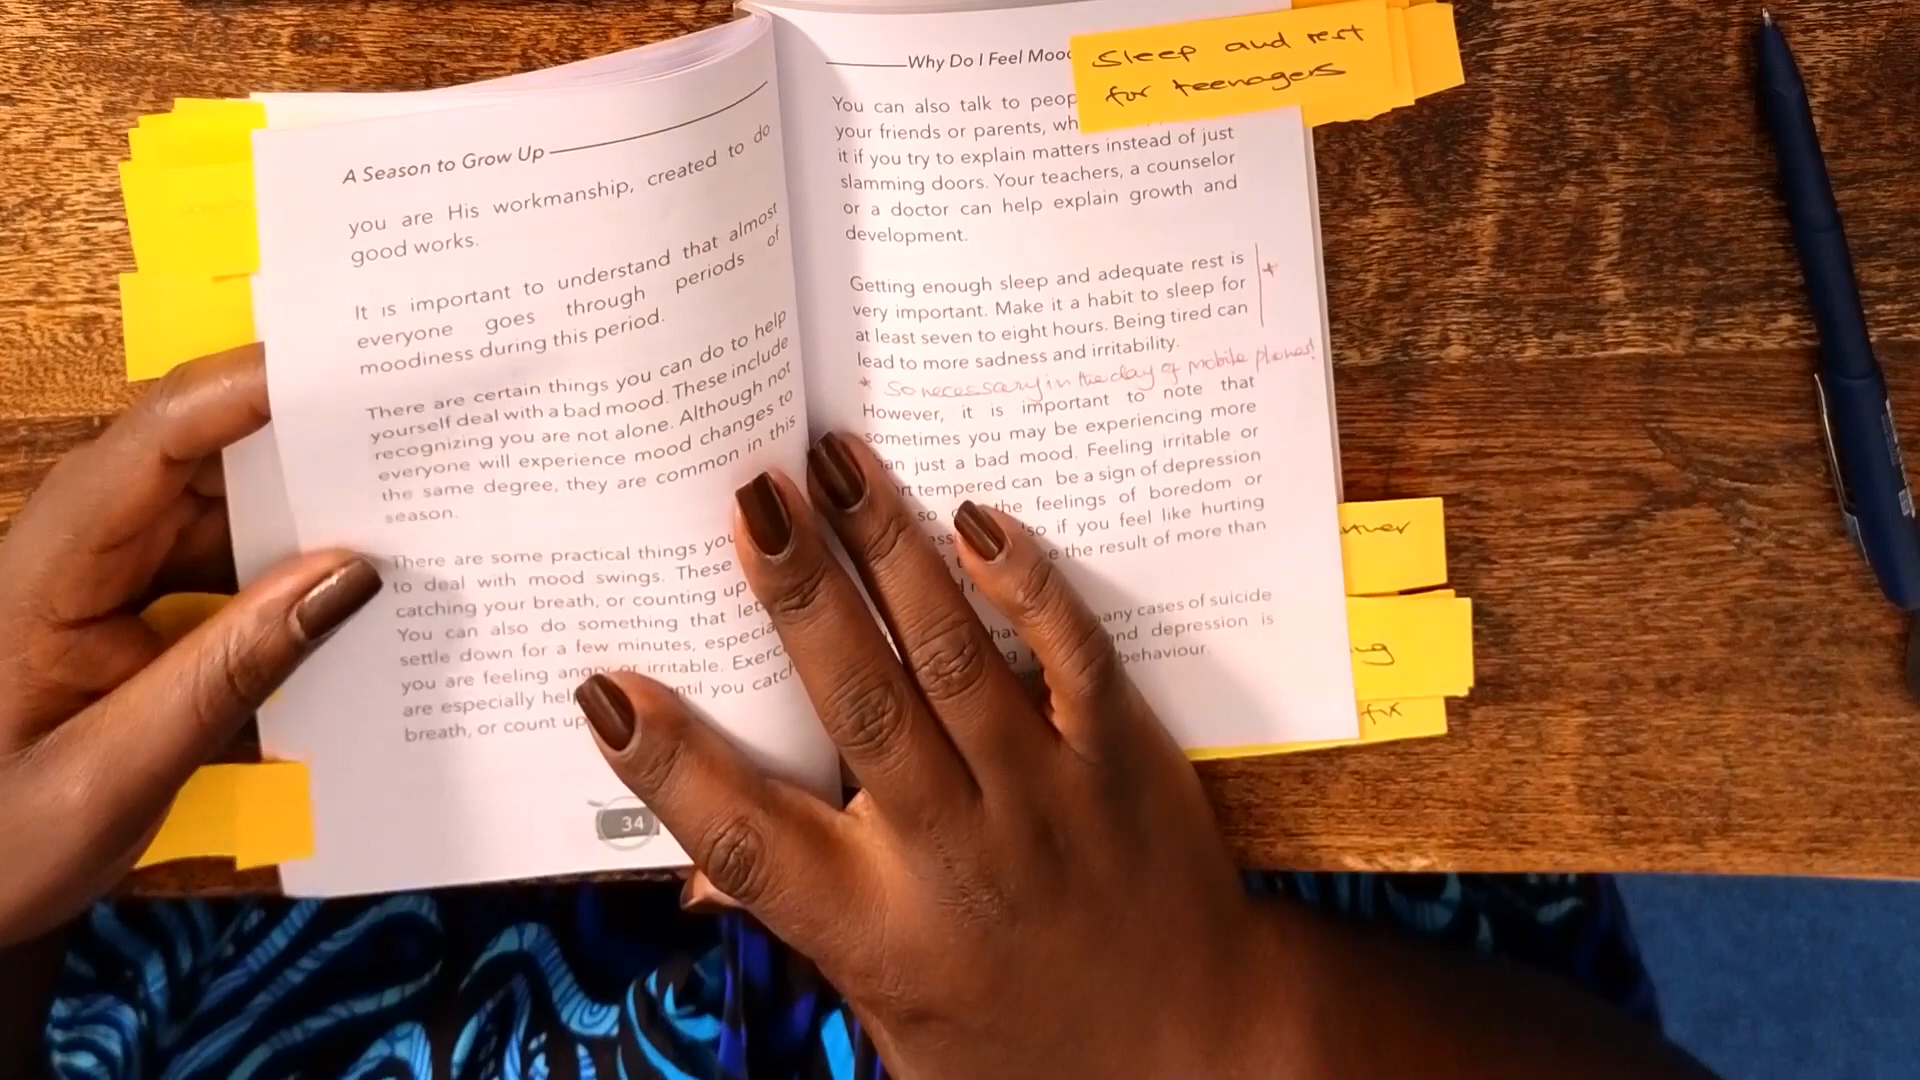 A Season to Grow Up
you are His workmanship, created to do
good works.
It is important to understand that almost
everyone goes through periods of
moodiness during this period.
There are certain things you can do to help
yourself deal with a bad mood. These include
recognizing you are not alone. Although not
everyone will experience mood changes to
the same degree, they are common in this
season.
There are some practical things you
to deal with mood swings. These
catching your breath, or counting up
You can also do something that let
settle down for a few minutes, especia
you are feeling angry or irritable. Exerc
are especially help until you catch
breath, or count up
34
Why Do I Feel Mood
Sleep and rest
for teenagers
You can also talk to peop
your friends or parents, wh
it if you try to explain matters instead of just
slamming doors. Your teachers, a counselor
or a doctor can help explain growth and
development.
Getting enough sleep and adequate rest is
very important. Make it a habit to sleep for
at least seven to eight hours. Being tired can
lead to more sadness and irritability.
* So necessary in the day of mobile phones!
However, it is important to note that
sometimes you may be experiencing more
an just a bad mood. Feeling irritable or
rt tempered can be a sign of depression
so the feelings of boredom or
so if you feel like hurting
e the result of more than
any cases of suicide
nd depression is
behaviour.
ng
fix